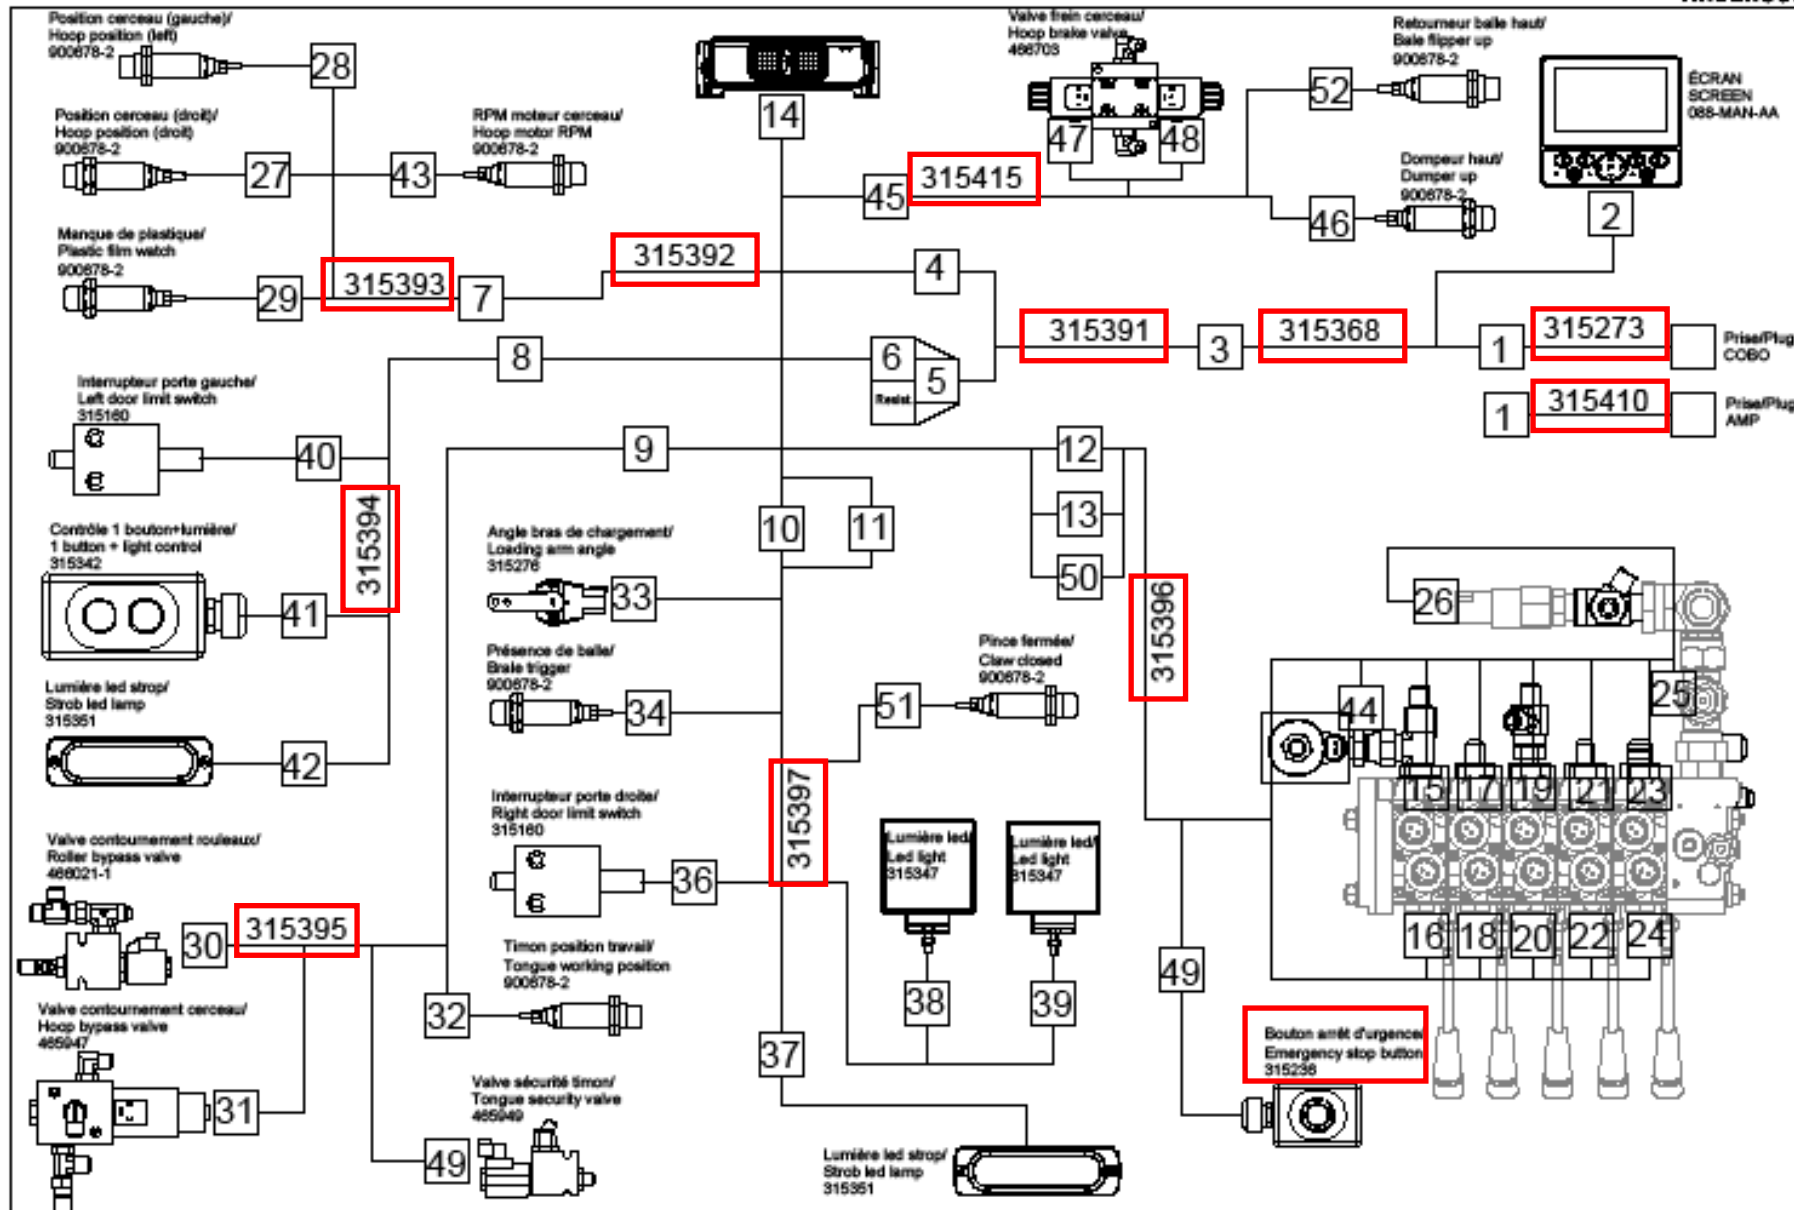 Position cerceau (gauche)/
Hoop position (left)
900678-2
28
Position cerceau (droit)/
Hoop position (droit)
900678-2
27
43
RPM moteur cerceau/
Hoop motor RPM
900678-2
Manque de plastique/
Plastic film watch
900678-2
29
315393
7
315392
14
Valve frein cerceau/
Hoop brake valve
466703
47
48
45
315415
Retourneur balle haut/
Bale flipper up
900678-2
52
Dompeur haut/
Dumper up
900678-2
46
ÉCRAN
SCREEN
088-MAN-AA
2
4
315391
3
315368
1
315273
Prise/Plug
COBO
1
315410
Prise/Plug
AMP
8
6
5
Resist.
Interrupteur porte gauche/
Left door limit switch
315160
40
315394
Contrôle 1 bouton+lumière/
1 button + light control
315342
41
Lumière led strop/
Strob led lamp
315351
42
9
12
13
50
10
11
Angle bras de chargement/
Loading arm angle
315276
33
Présence de balle/
Brale trigger
900678-2
34
Pince fermée/
Claw closed
900678-2
51
315396
26
25
44
15
17
19
21
23
16
18
20
22
24
315397
Interrupteur porte droite/
Right door limit switch
315160
36
Lumière led/
Led light
315347
Lumière led/
Led light
315347
38
39
Valve contournement rouleaux/
Roller bypass valve
466021-1
30
315395
Valve contournement cerceau/
Hoop bypass valve
465947
31
Timon position travail/
Tongue working position
900678-2
32
Valve sécurité timon/
Tongue security valve
465949
49
37
Lumière led strop/
Strob led lamp
315351
49
Bouton arrêt d'urgence/
Emergency stop button
315236